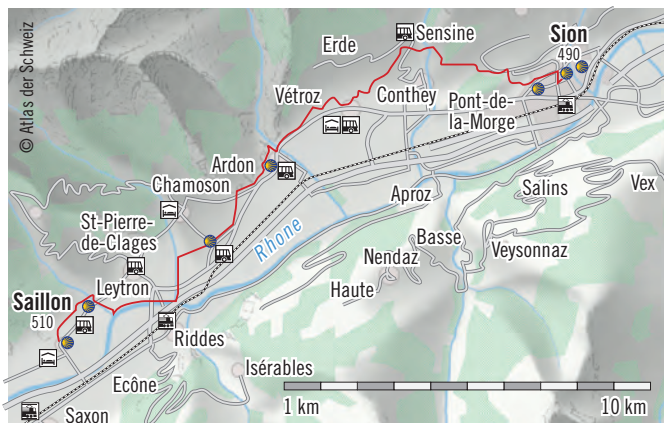 © Atlas der Schweiz
Erde
Sensine
Sion
490
Vétroz
Conthey
Pont-de-
la-Morge
Ardon
Chamoson
Aproz
Salins
Vex
St-Pierre-
de-Clages
Rhone
Basse
Nendaz
Veysonnaz
Leytron
Haute
Saillon
510
Riddes
Isérables
Ecône
Saxon
1 km
10 km